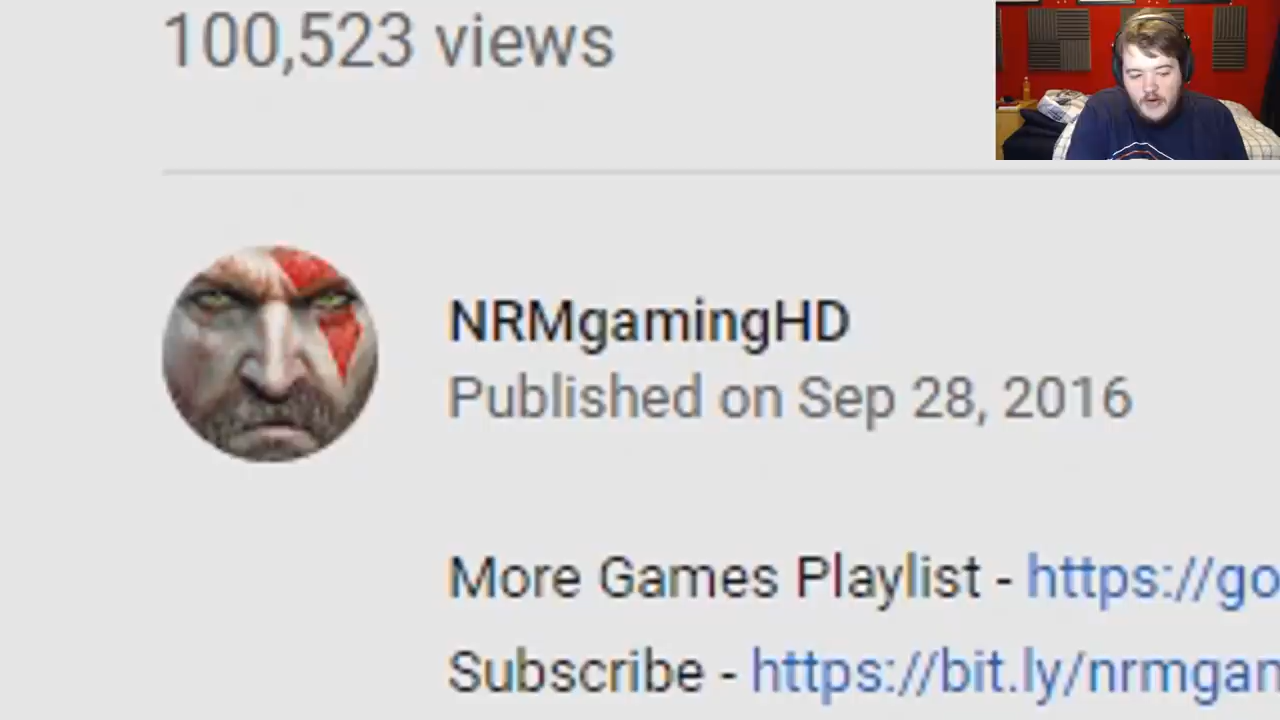 100,523 views
NRMgamingHD
Published on Sep 28, 2016
More Games Playlist - https://go
Subscribe - https://bit.ly/nrmgan